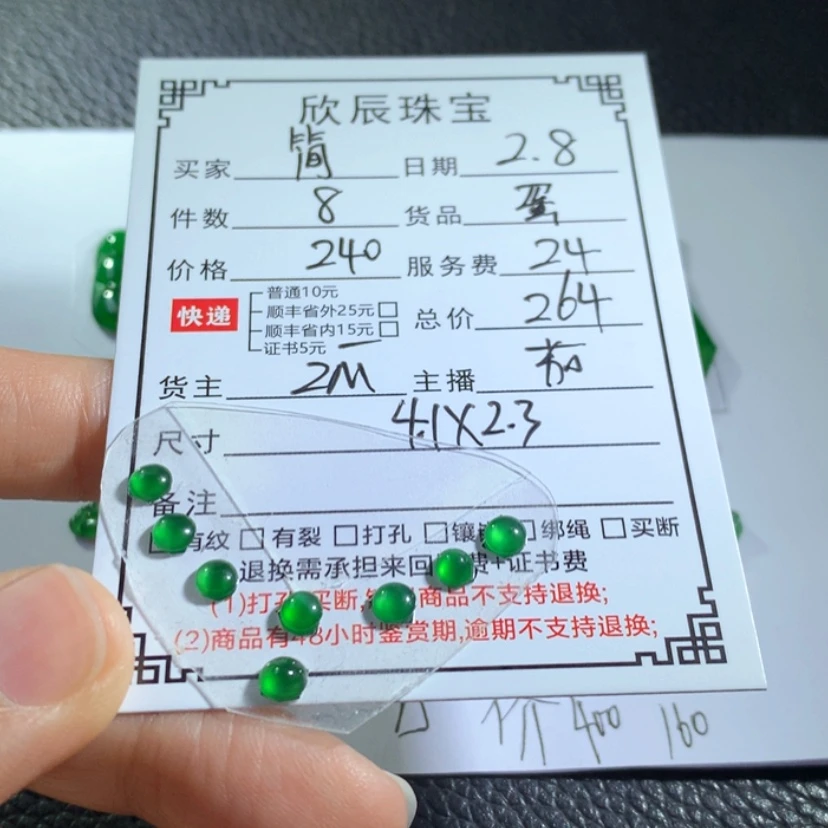 欣辰珠宝
买家 简 日期 2.8
件数 8 货品 蛋
价格 240 服务费 24
快递 普通10元
顺丰省外25元 □
顺丰省内15元 □ 总价 264
证书5元
货主 2M 主播 茹
尺寸 4.1X2.3
备注
有纹 □ 有裂 □ 打孔 □ 镶 绑绳 □ 买断
退换需承担来回 费+证书费
(1)打孔 买断, 商品不支持退换;
(2)商品有48小时鉴赏期,逾期不支持退换;
价 400 160